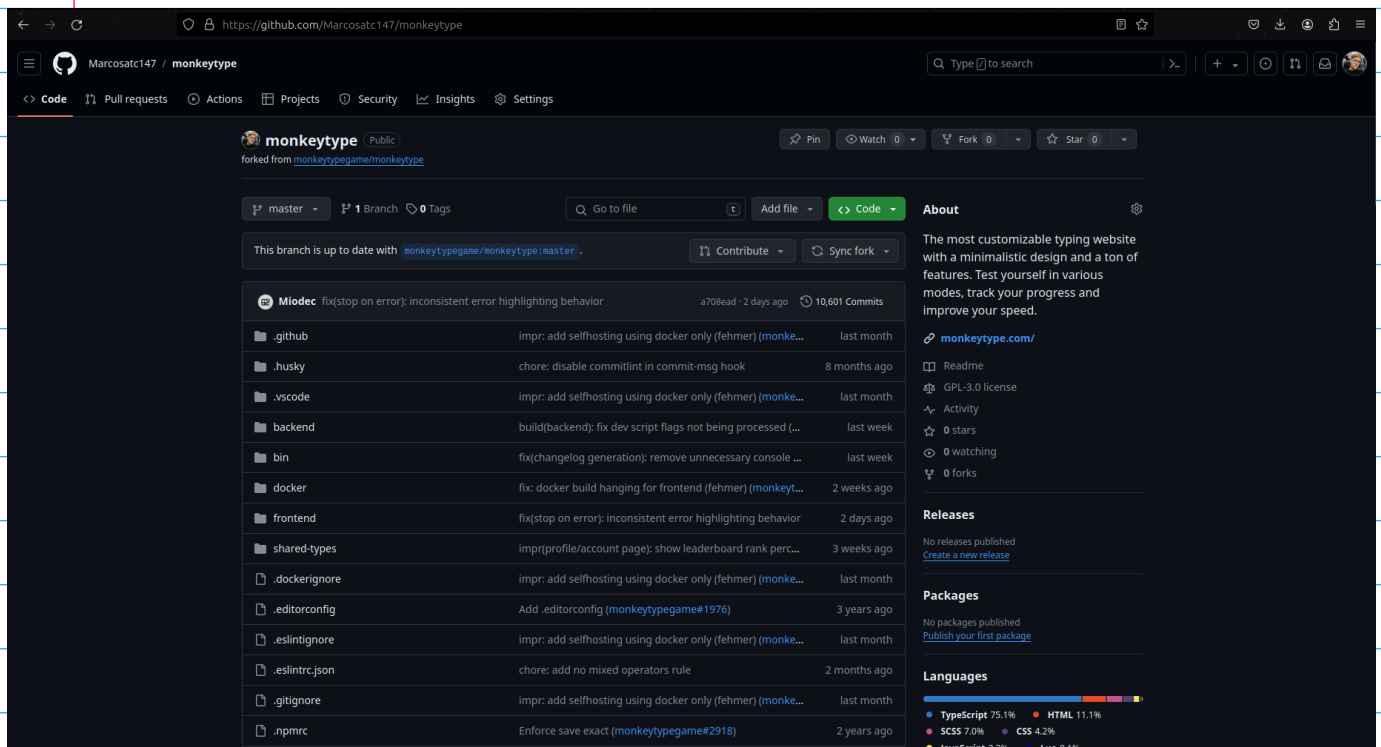 https://github.com/Marcosatc147/monkeytype
Marcosatc147 / monkeytype
Type / to search
Code Pull requests Actions Projects Security Insights Settings
monkeytype Public
Pin Watch 0 Fork 0 Star 0
forked from monkeytypegame/monkeytype
master 1 Branch 0 Tags Go to file t Add file Code
This branch is up to date with monkeytypegame/monkeytype:master .
Contribute Sync fork
Miodec fix(stop on error): inconsistent error highlighting behavior a708ead · 2 days ago 10,601 Commits
.github impr: add selfhosting using docker only (fehmer) (monke... last month
.husky chore: disable commitlint in commit-msg hook 8 months ago
.vscode impr: add selfhosting using docker only (fehmer) (monke... last month
backend build(backend): fix dev script flags not being processed (... last week
bin fix(changelog generation): remove unnecessary console ... last week
docker fix: docker build hanging for frontend (fehmer) (monkeyt... 2 weeks ago
frontend fix(stop on error): inconsistent error highlighting behavior 2 days ago
shared-types impr(profile/account page): show leaderboard rank perc... 3 weeks ago
.dockerignore impr: add selfhosting using docker only (fehmer) (monke... last month
.editorconfig Add .editorconfig (monkeytypegame#1976) 3 years ago
.eslintignore impr: add selfhosting using docker only (fehmer) (monke... last month
.eslintrc.json chore: add no mixed operators rule 2 months ago
.gitignore impr: add selfhosting using docker only (fehmer) (monke... last month
.npmrc Enforce save exact (monkeytypegame#2918) 2 years ago
About
The most customizable typing website
with a minimalistic design and a ton of
features. Test yourself in various
modes, track your progress and
improve your speed.
monkeytype.com/
Readme
GPL-3.0 license
Activity
0 stars
0 watching
0 forks
Releases
No releases published
Create a new release
Packages
No packages published
Publish your first package
Languages
TypeScript 75.1% HTML 11.1%
SCSS 7.0% CSS 4.2%